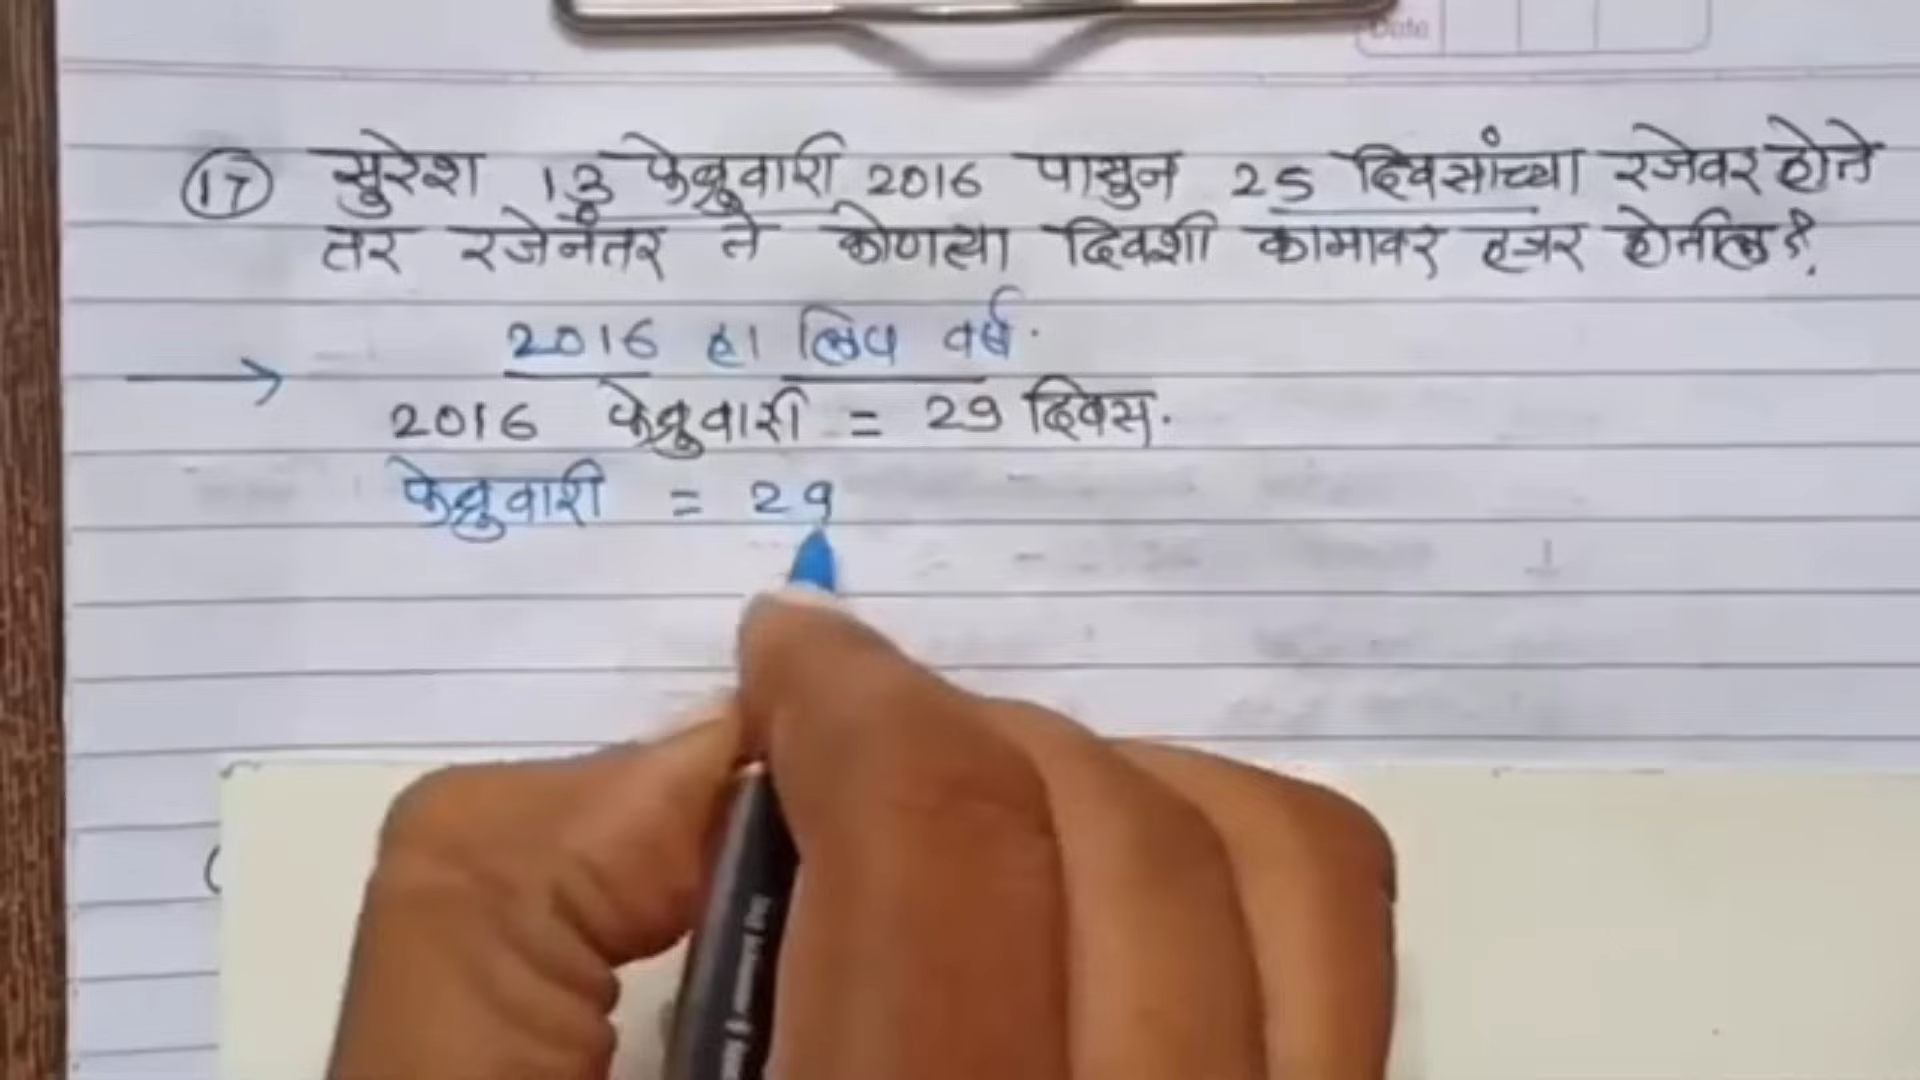 Date
17 सुरेश 13 फेब्रुवारी 2016 पासुन 25 दिवसांच्या रजेवर होते
तर रजेनंतर ते कोणत्या दिवशी कामावर हजर होतील?
2016 हा लिप वर्ष.
2016 फेब्रुवारी = 29 दिवस.
फेब्रुवारी = 29